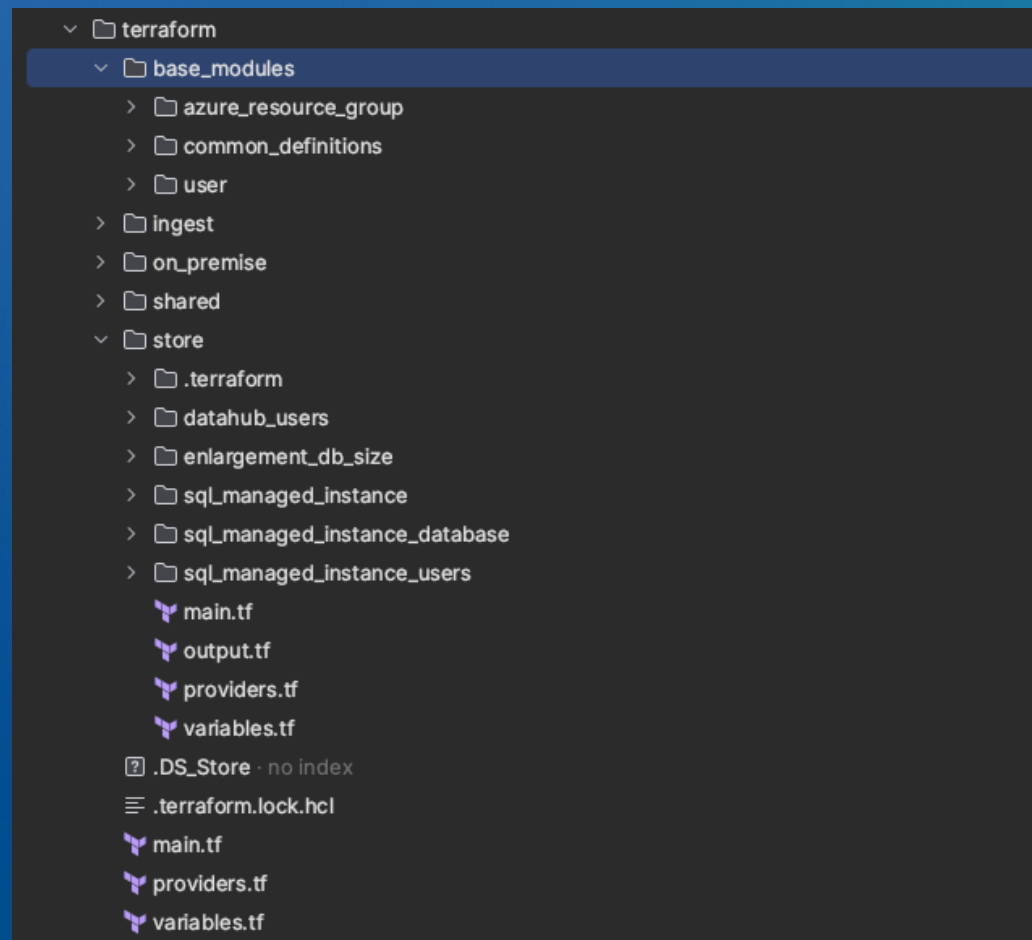 terraform
base_modules
azure_resource_group
common_definitions
user
ingest
on_premise
shared
store
.terraform
datahub_users
enlargement_db_size
sql_managed_instance
sql_managed_instance_database
sql_managed_instance_users
main.tf
output.tf
providers.tf
variables.tf
.DS_Store · no index
.terraform.lock.hcl
main.tf
providers.tf
variables.tf